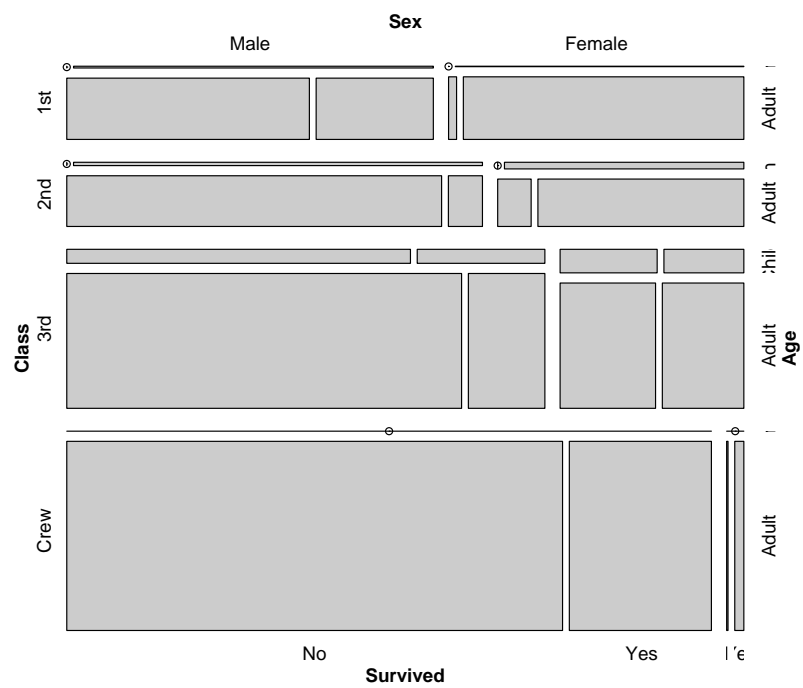 Sex
Male Female
1st
Adult
2nd
Adult
Class
3rd
Adult
Age
Crew
Adult
No Yes
Survived